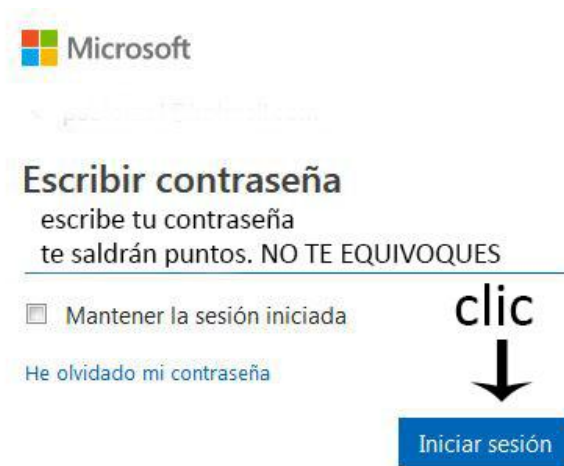 Microsoft
Escribir contraseña
escribe tu contraseña
te saldrán puntos. NO TE EQUIVOQUES
Mantener la sesión iniciada
clic
He olvidado mi contraseña
Iniciar sesión